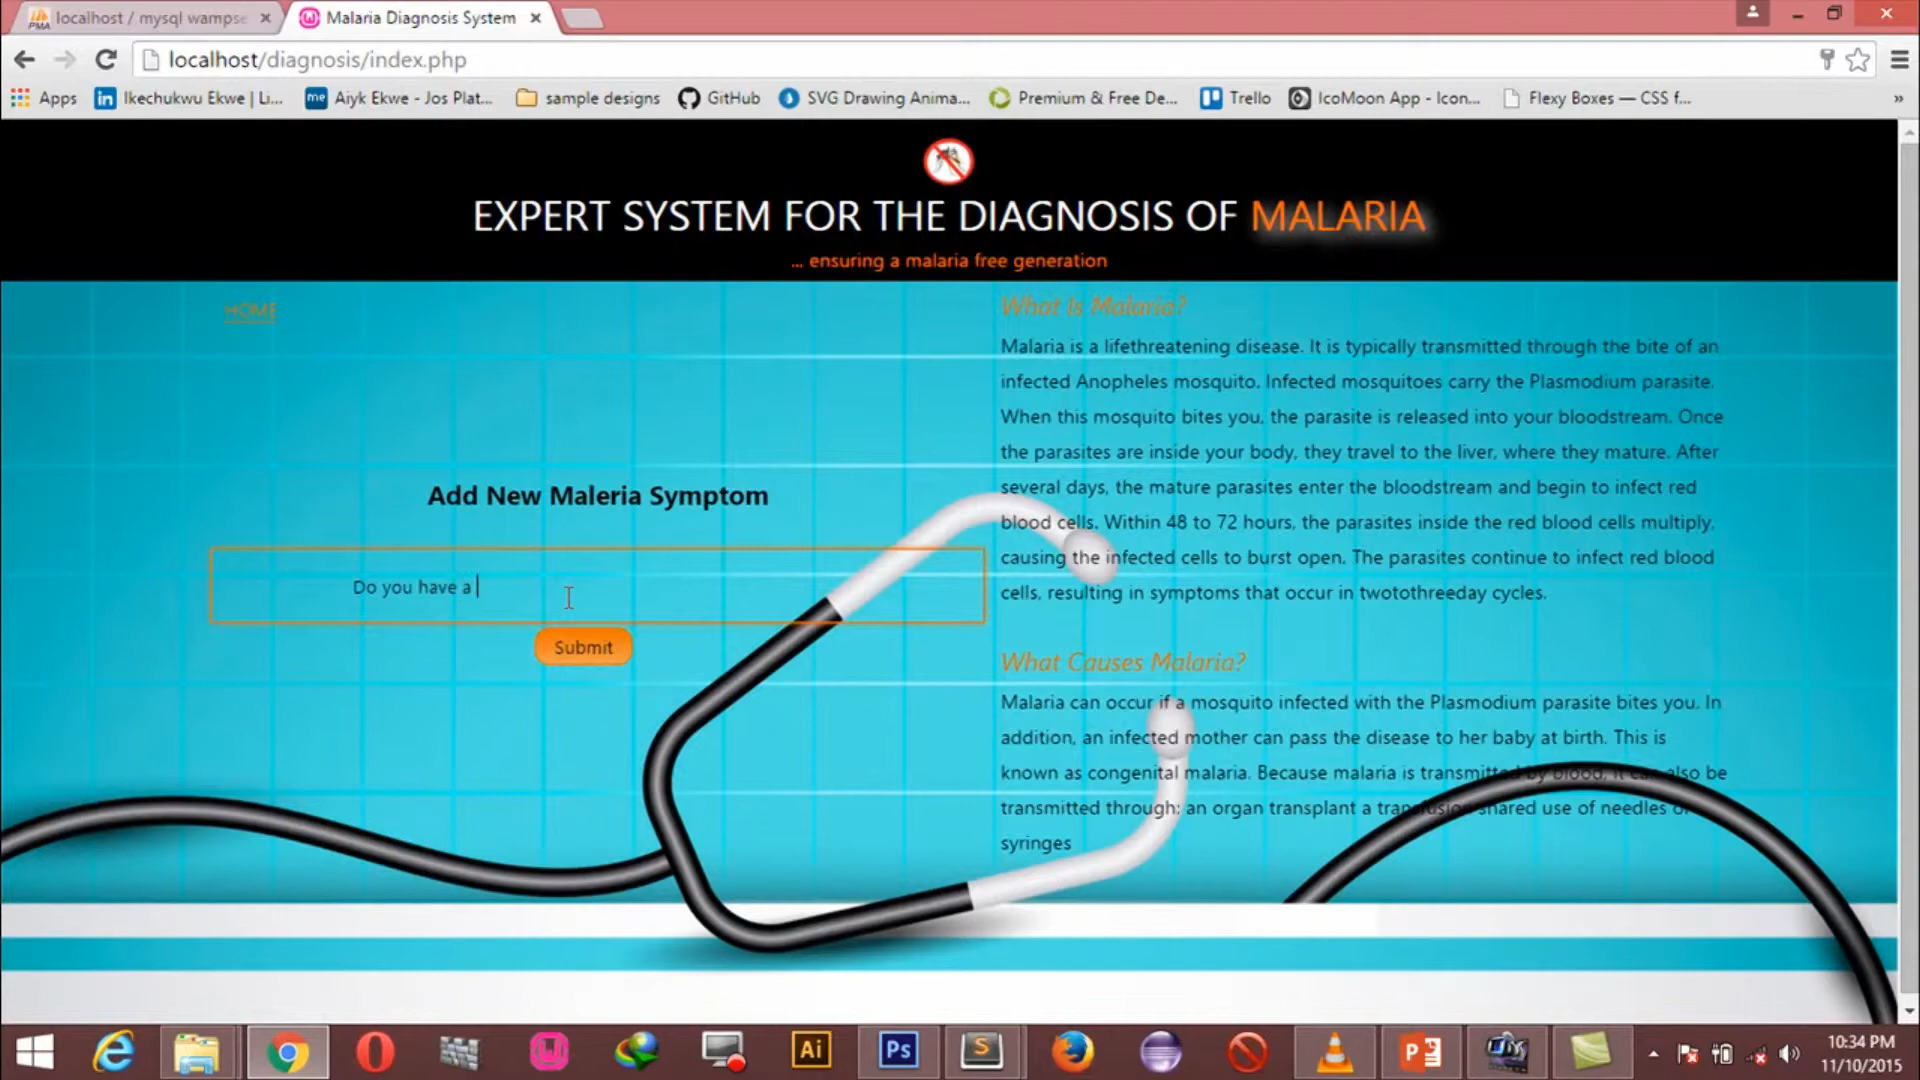 localhost / mysql wampse
Malaria Diagnosis System
localhost/diagnosis/index.php
Apps
Ikechukwu Ekwe | Li...
Aiyk Ekwe - Jos Plat...
sample designs
GitHub
SVG Drawing Anima...
Premium & Free De...
Trello
IcoMoon App - Icon...
Flexy Boxes — CSS f...
»
EXPERT SYSTEM FOR THE DIAGNOSIS OF MALARIA
... ensuring a malaria free generation
HOME
Add New Maleria Symptom
Do you have a
Submit
What Is Malaria?
Malaria is a lifethreatening disease. It is typically transmitted through the bite of an
infected Anopheles mosquito. Infected mosquitoes carry the Plasmodium parasite.
When this mosquito bites you, the parasite is released into your bloodstream. Once
the parasites are inside your body, they travel to the liver, where they mature. After
several days, the mature parasites enter the bloodstream and begin to infect red
blood cells. Within 48 to 72 hours, the parasites inside the red blood cells multiply,
causing the infected cells to burst open. The parasites continue to infect red blood
cells, resulting in symptoms that occur in twotothreeday cycles.
What Causes Malaria?
Malaria can occur if a mosquito infected with the Plasmodium parasite bites you. In
addition, an infected mother can pass the disease to her baby at birth. This is
known as congenital malaria. Because malaria is transmitted by blood, it can also be
transmitted through: an organ transplant a transfusion shared use of needles or
syringes
10:34 PM
11/10/2015